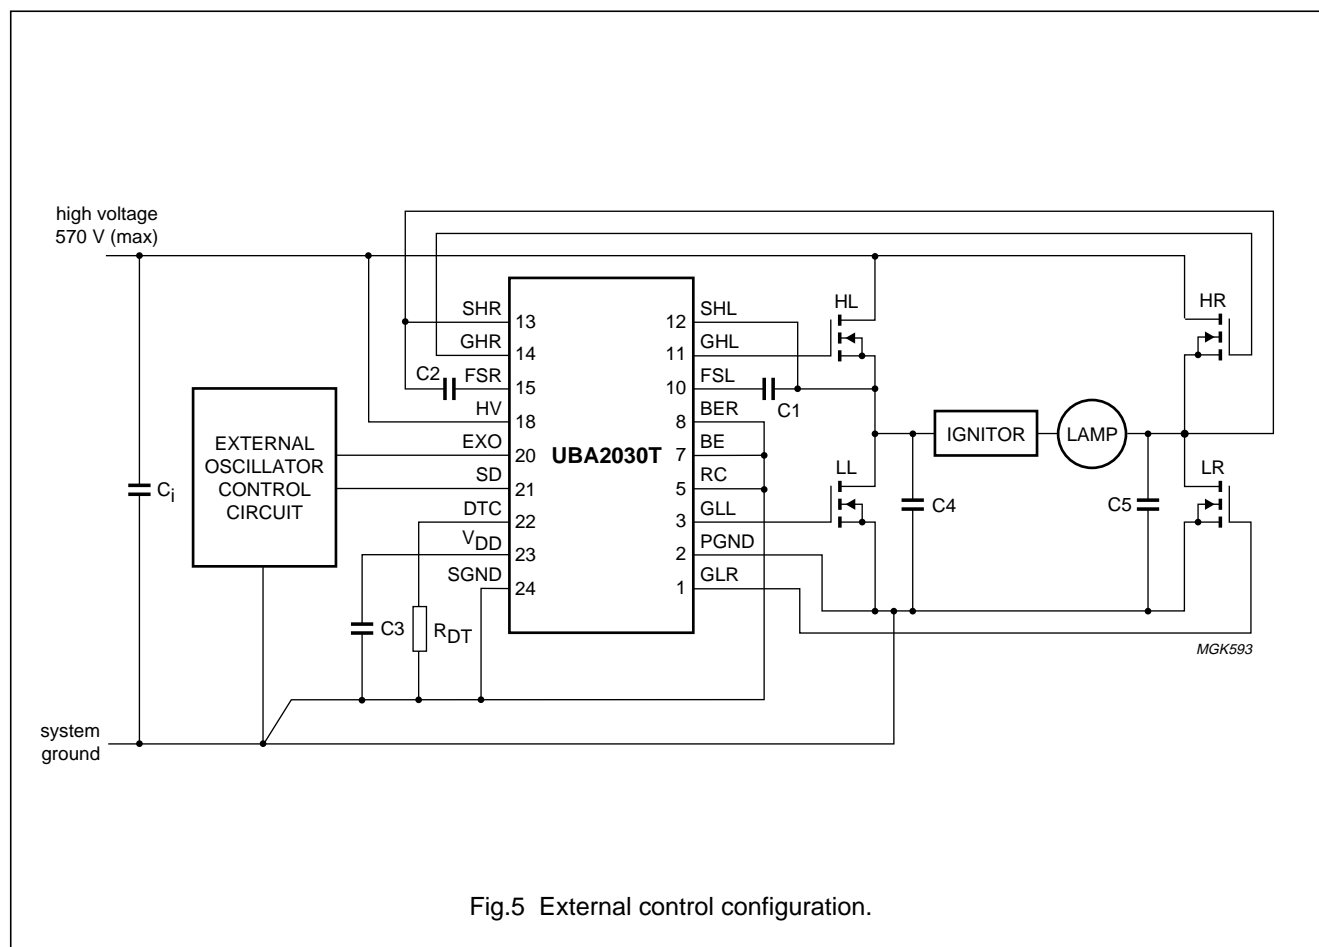 high voltage
570 V (max)
SHR
13
GHR
14
C2
FSR
15
HV
18
EXO
20
SD
21
DTC
22
VDD
23
SGND
24
UBA2030T
12
SHL
11
GHL
10
FSL
C1
8
BER
7
BE
5
RC
3
GLL
2
PGND
1
GLR
HL
HR
LL
LR
IGNITOR
LAMP
C4
C5
EXTERNAL
OSCILLATOR
CONTROL
CIRCUIT
Ci
C3
RDT
MGK593
system
ground
Fig.5 External control configuration.